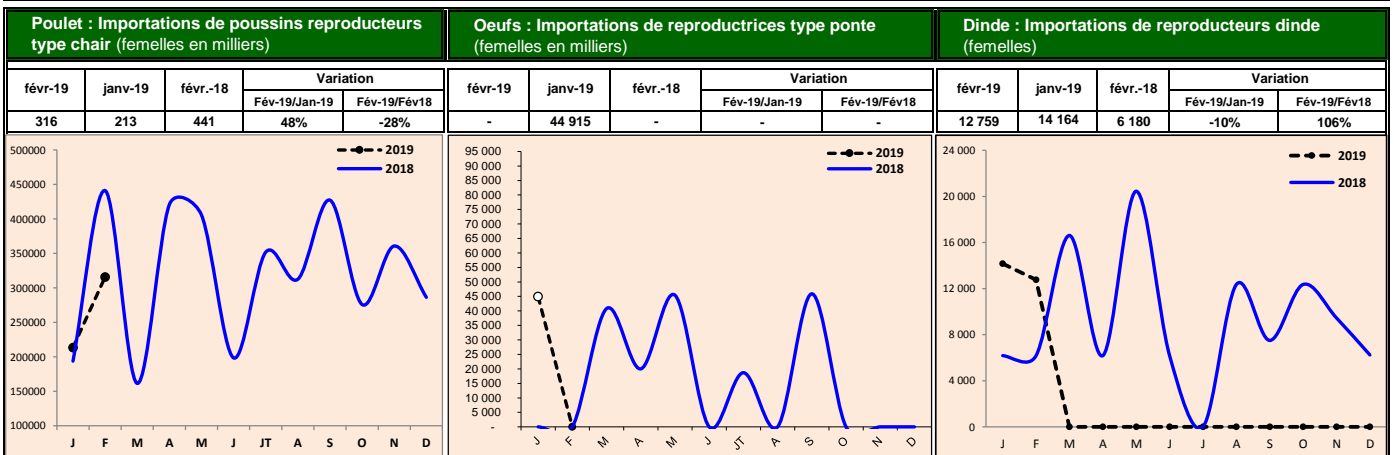 Poulet : Importations de poussins reproducteurs
type chair (femelles en milliers)
févr-19 janv-19 févr.-18 Variation
Fév-19/Jan-19 Fév-19/Fév18
316 213 441 48% -28%
500000
450000
400000
350000
300000
250000
200000
150000
100000
J F M A M J JT A S O N D
2019
2018
Oeufs : Importations de reproductrices type ponte
(femelles en milliers)
févr-19 janv-19 févr.-18 Variation
Fév-19/Jan-19 Fév-19/Fév18
- 44 915 - - -
95 000
90 000
85 000
80 000
75 000
70 000
65 000
60 000
55 000
50 000
45 000
40 000
35 000
30 000
25 000
20 000
15 000
10 000
5 000
-
J F M A M J JT A S O N D
2019
2018
Dinde : Importations de reproducteurs dinde
(femelles)
févr-19 janv-19 févr.-18 Variation
Fév-19/Jan-19 Fév-19/Fév18
12 759 14 164 6 180 -10% 106%
24 000
20 000
16 000
12 000
8 000
4 000
0
J F M A M J J A S O N D
2019
2018